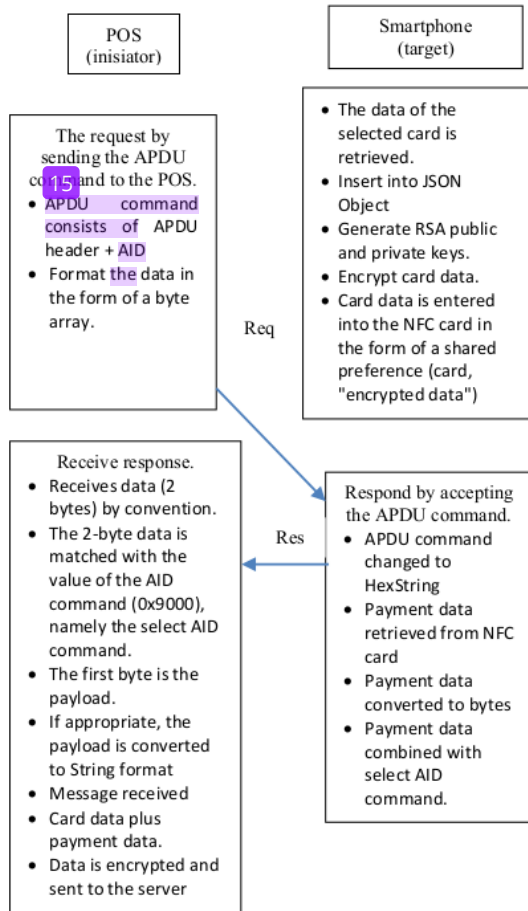 POS
(inisiator)
Smartphone
(target)
The request by
sending the APDU
command to the POS.
15
• APDU command
consists of APDU
header + AID
• Format the data in
the form of a byte
array.
• The data of the
selected card is
retrieved.
• Insert into JSON
Object
• Generate RSA public
and private keys.
• Encrypt card data.
• Card data is entered
into the NFC card in
the form of a shared
preference (card,
"encrypted data")
Req
Receive response.
• Receives data (2
bytes) by convention.
• The 2-byte data is
matched with the
value of the AID
command (0x9000),
namely the select AID
command.
• The first byte is the
payload.
• If appropriate, the
payload is converted
to String format
• Message received
• Card data plus
payment data.
• Data is encrypted and
sent to the server
Res
Respond by accepting
the APDU command.
• APDU command
changed to
HexString
• Payment data
retrieved from NFC
card
• Payment data
converted to bytes
• Payment data
combined with
select AID
command.